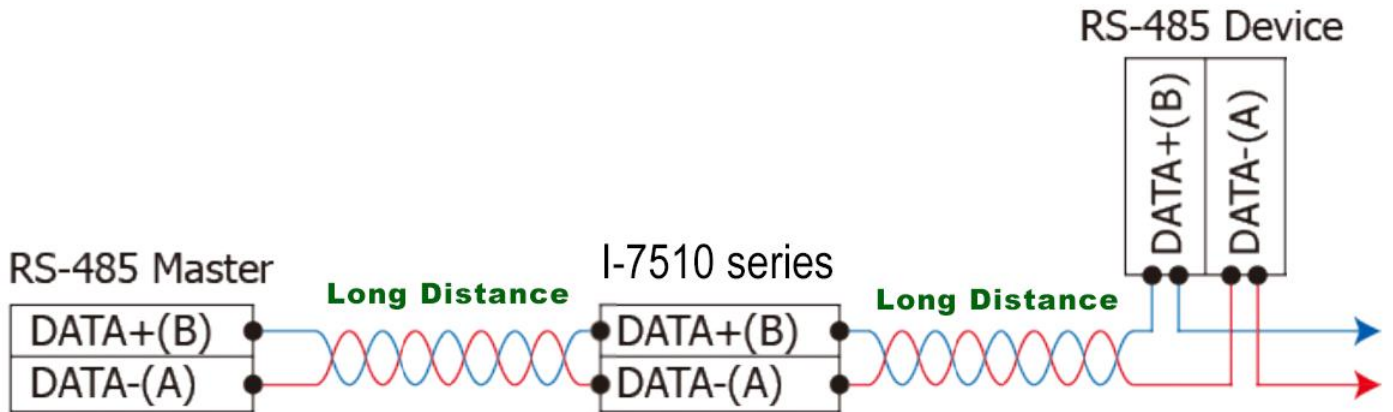 RS-485 Device
DATA+(B)
DATA-(A)
RS-485 Master
I-7510 series
Long Distance
Long Distance
DATA+(B)
DATA-(A)
DATA+(B)
DATA-(A)